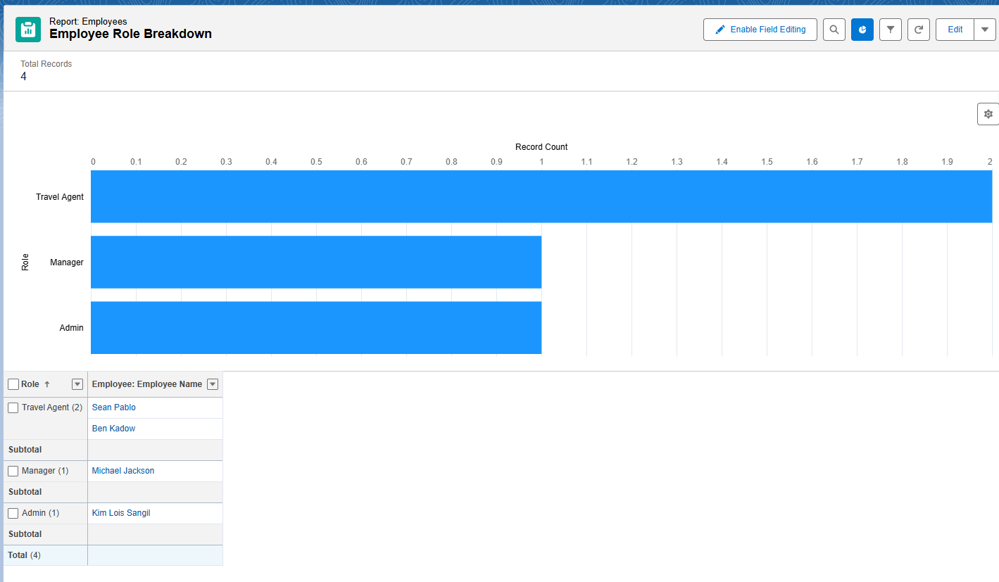 Report: Employees
Employee Role Breakdown
Enable Field Editing
Edit
Total Records
4
Record Count
0 0.1 0.2 0.3 0.4 0.5 0.6 0.7 0.8 0.9 1 1.1 1.2 1.3 1.4 1.5 1.6 1.7 1.8 1.9 2
Travel Agent
Role
Manager
Admin
Role Employee: Employee Name
Travel Agent (2) Sean Pablo
Ben Kadow
Subtotal
Manager (1) Michael Jackson
Subtotal
Admin (1) Kim Lois Sangil
Subtotal
Total (4)